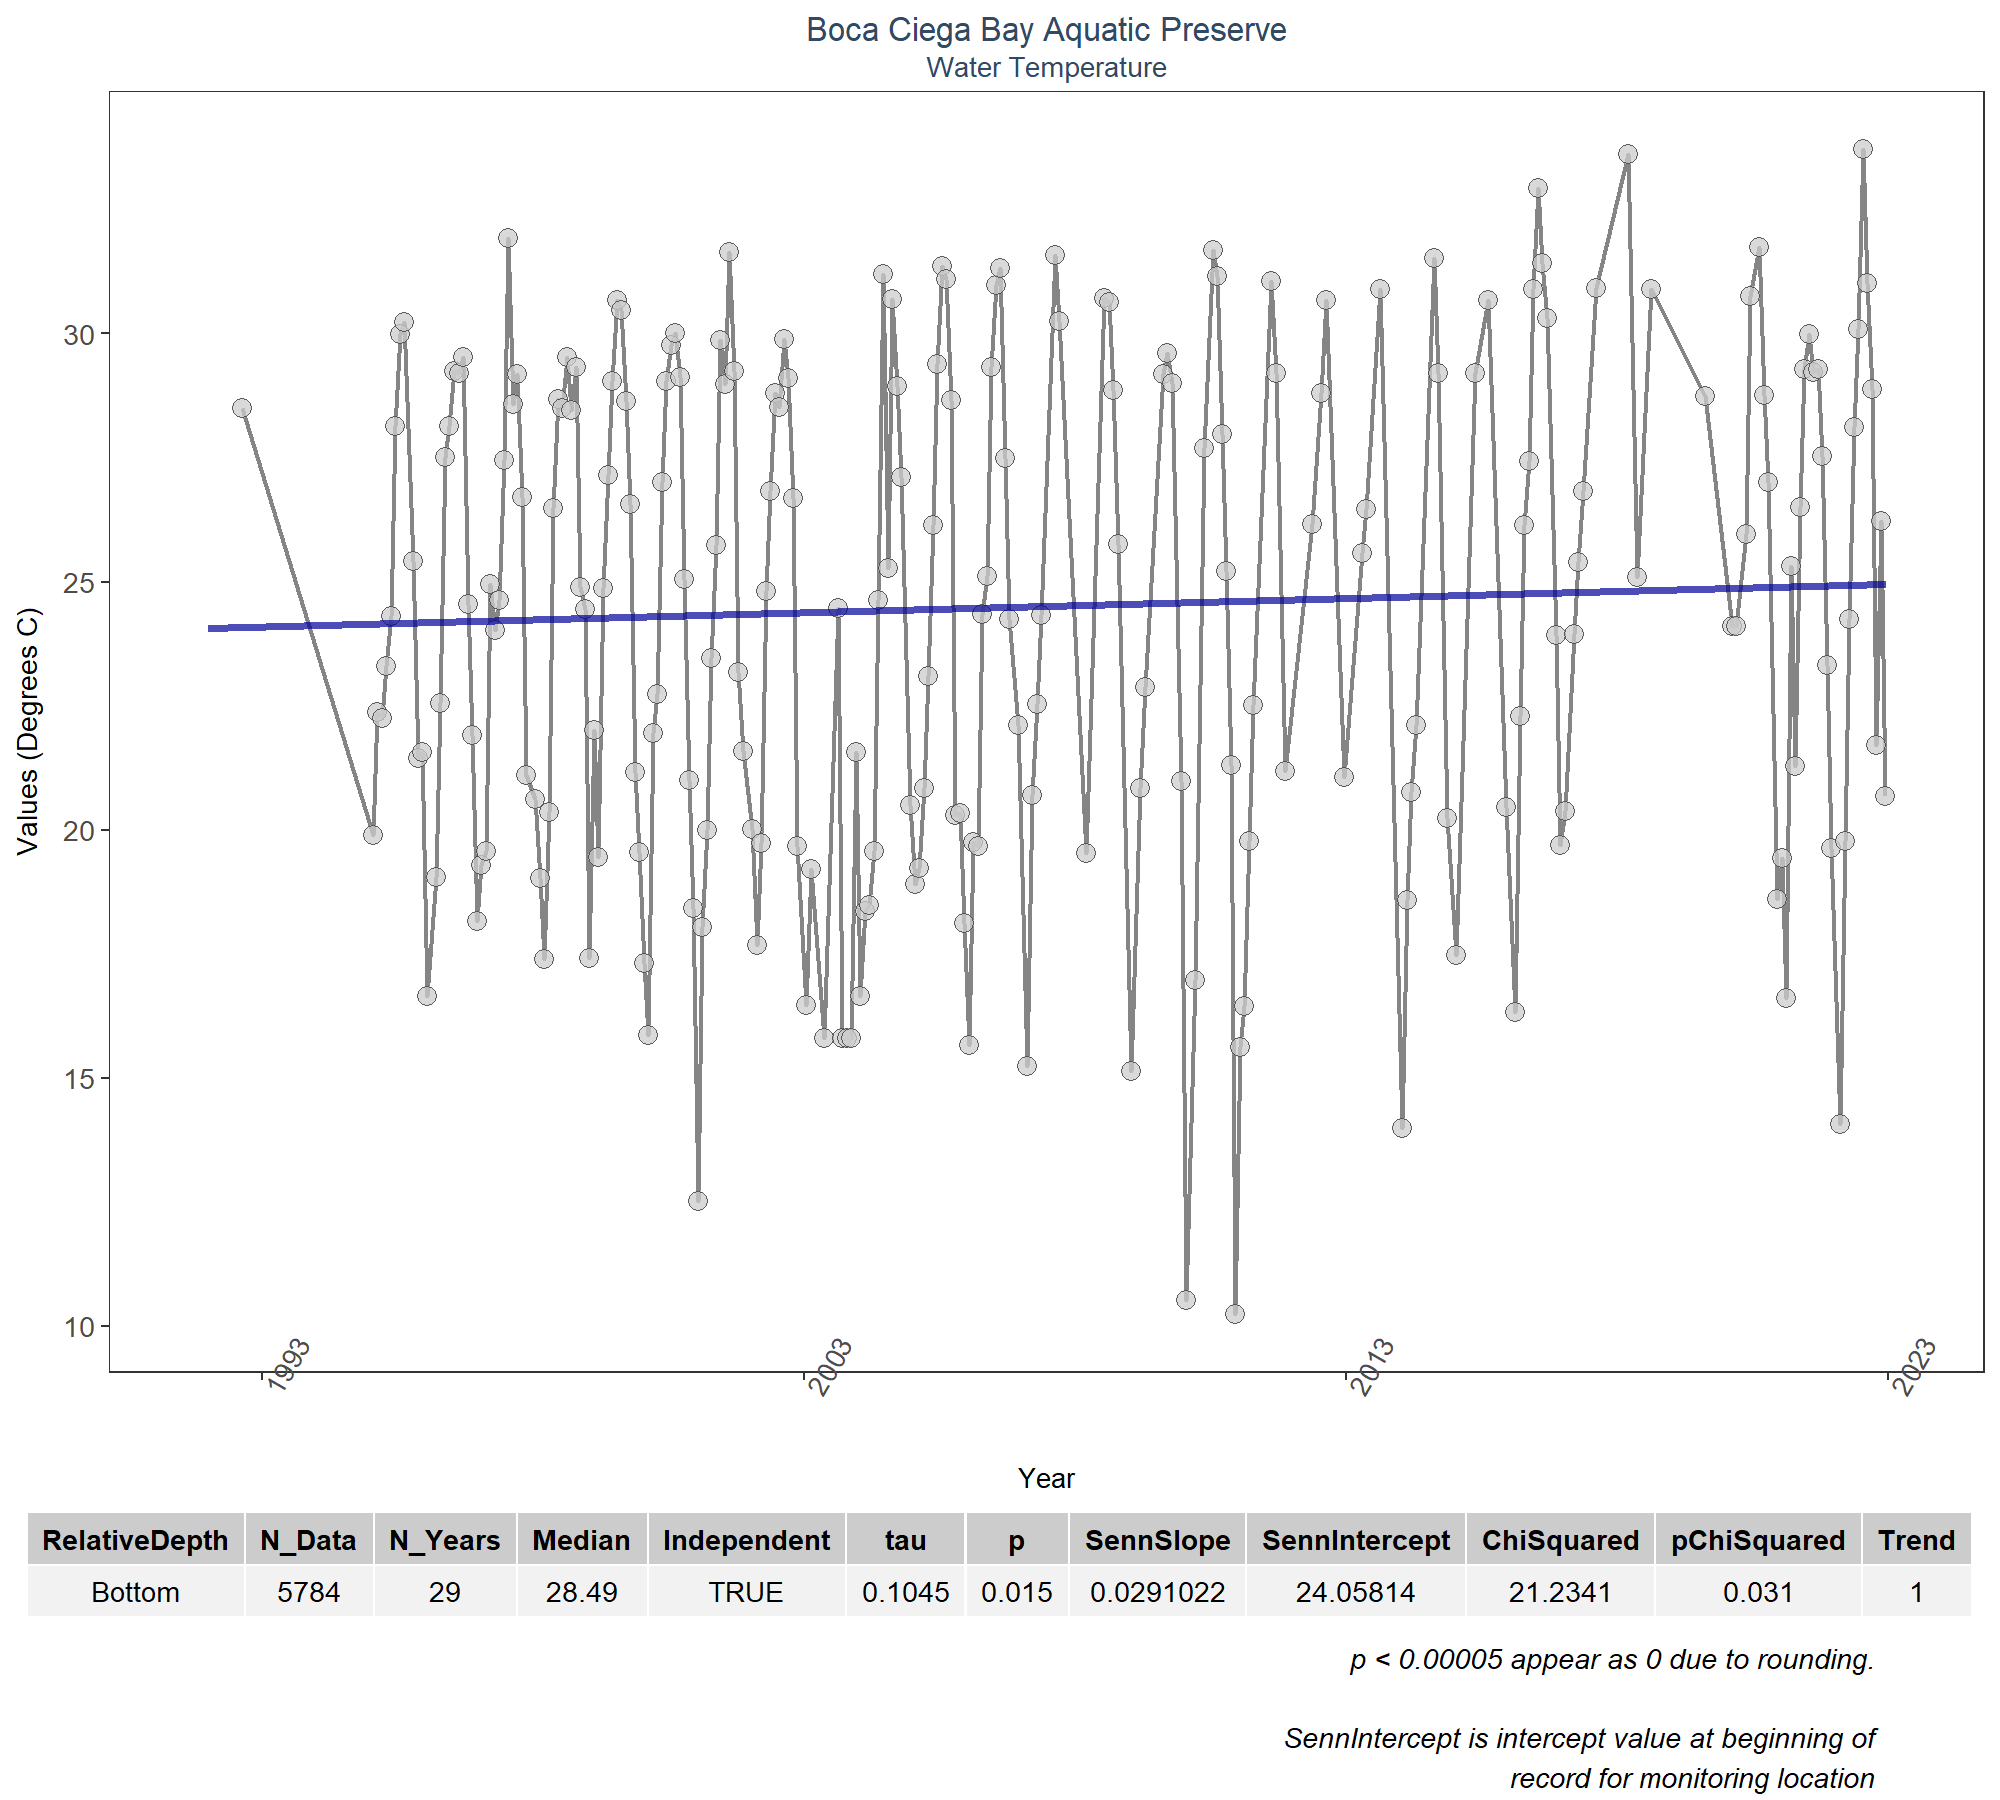 Boca Ciega Bay Aquatic Preserve
Water Temperature
Values (Degrees C)
30
25
20
15
10
1993
2003
2013
2023
Year
RelativeDepth N_Data N_Years Median Independent tau p SennSlope SennIntercept ChiSquared pChiSquared Trend
Bottom 5784 29 28.49 TRUE 0.1045 0.015 0.0291022 24.05814 21.2341 0.031 1
p < 0.00005 appear as 0 due to rounding.
SennIntercept is intercept value at beginning of
record for monitoring location